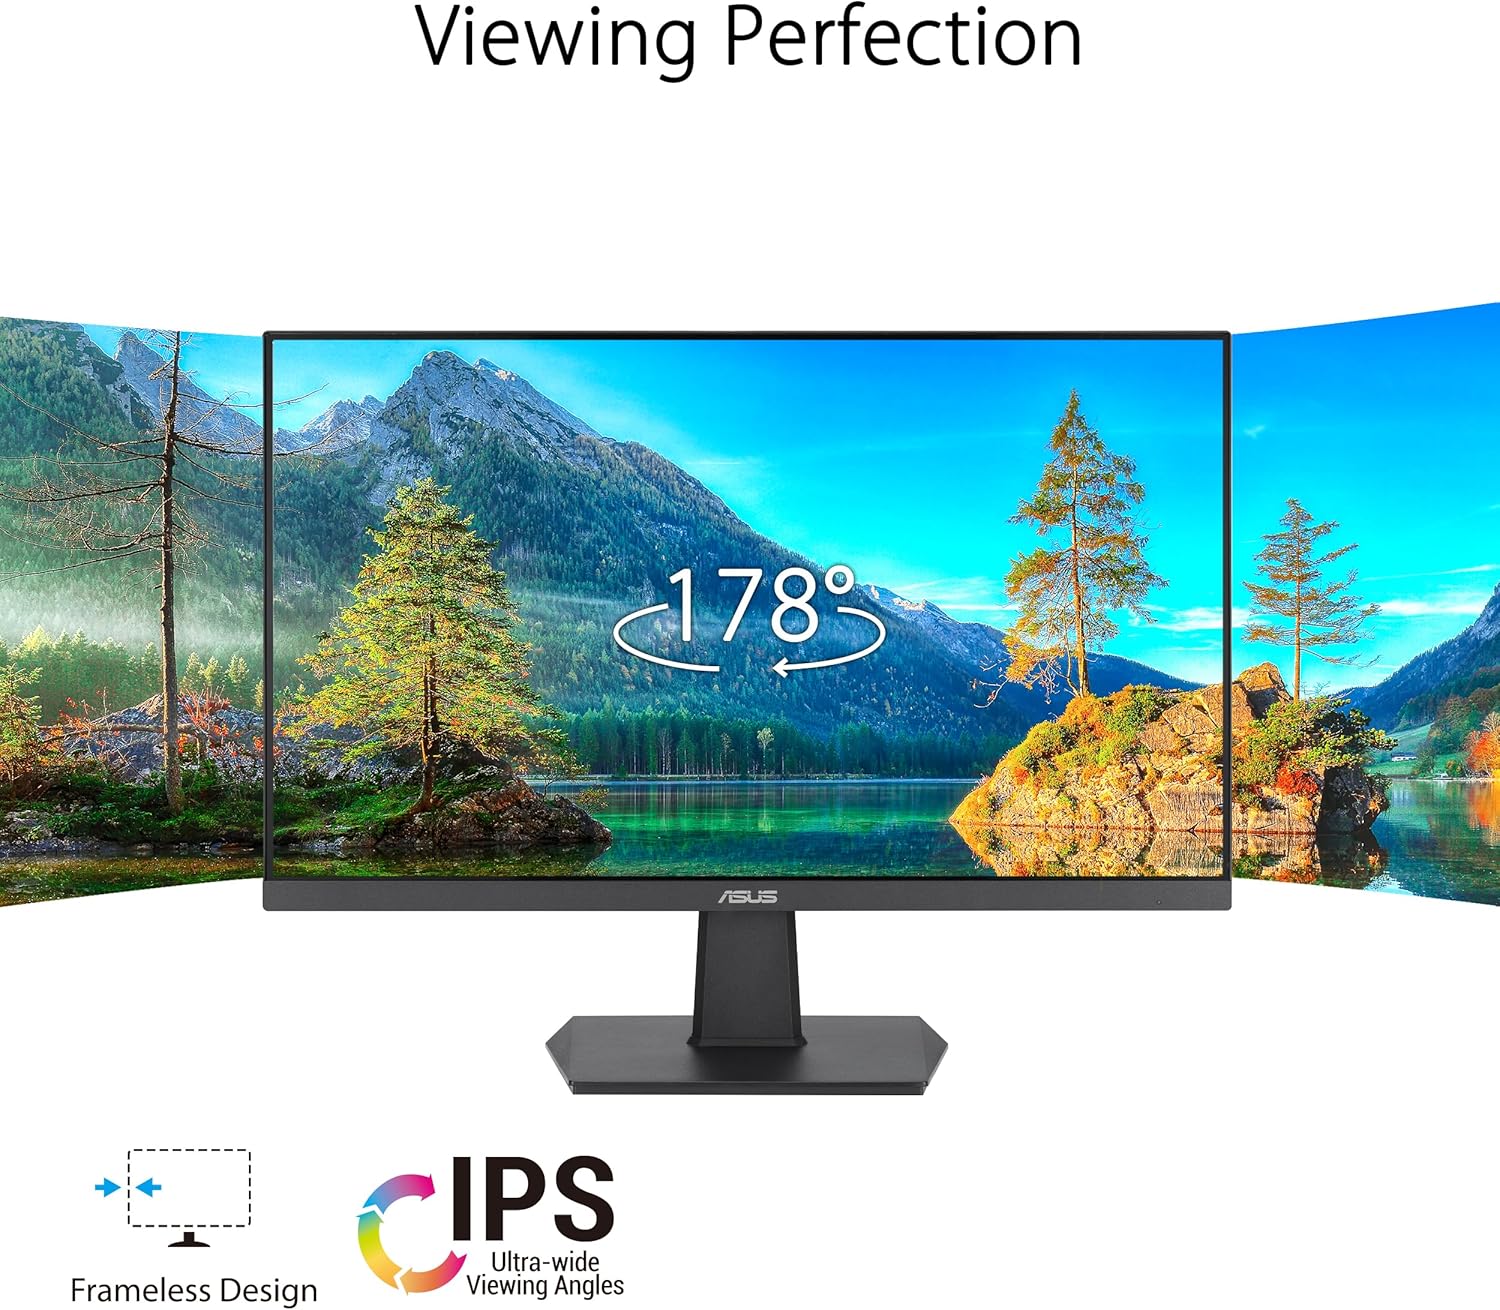 Viewing Perfection
178°
ASUS
Frameless Design
IPS
Ultra-wide
Viewing Angles